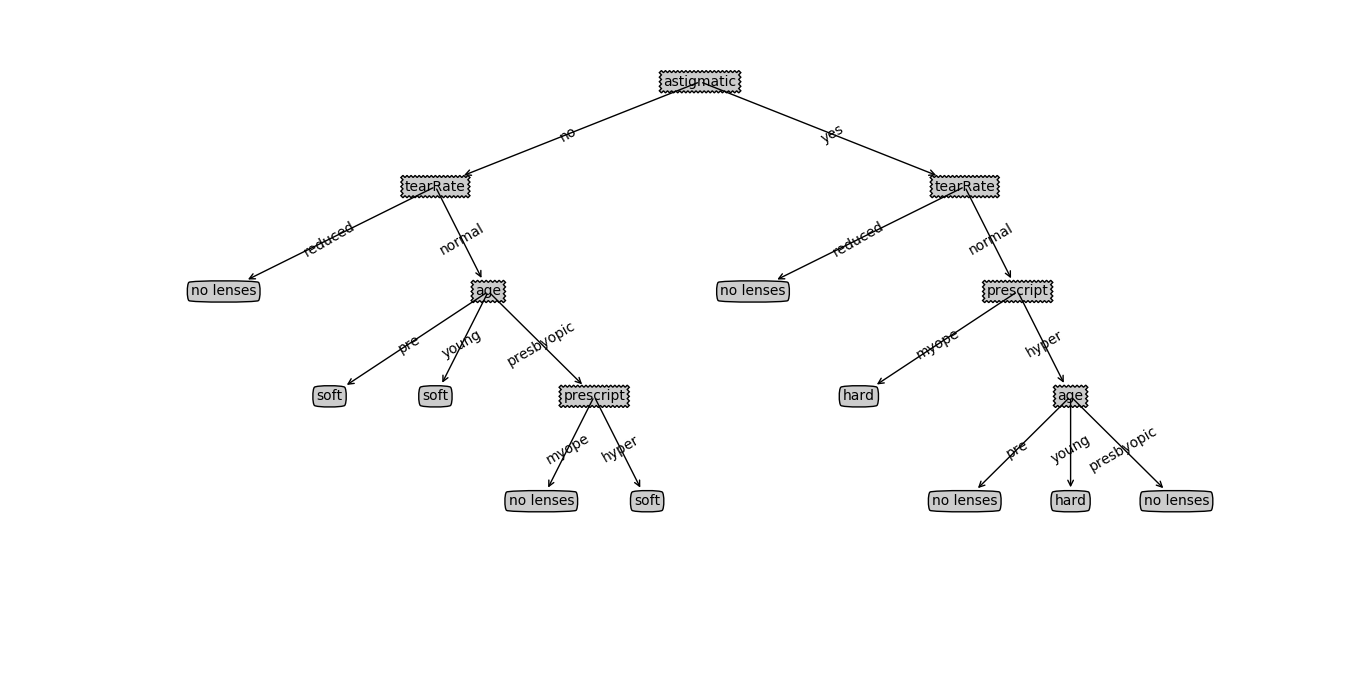 astigmatic
no
yes
tearRate
tearRate
reduced
normal
reduced
normal
no lenses
age
no lenses
prescript
pre
young
presbyopic
myope
hyper
soft
soft
prescript
hard
age
myope
hyper
pre
young
presbyopic
no lenses
soft
no lenses
hard
no lenses